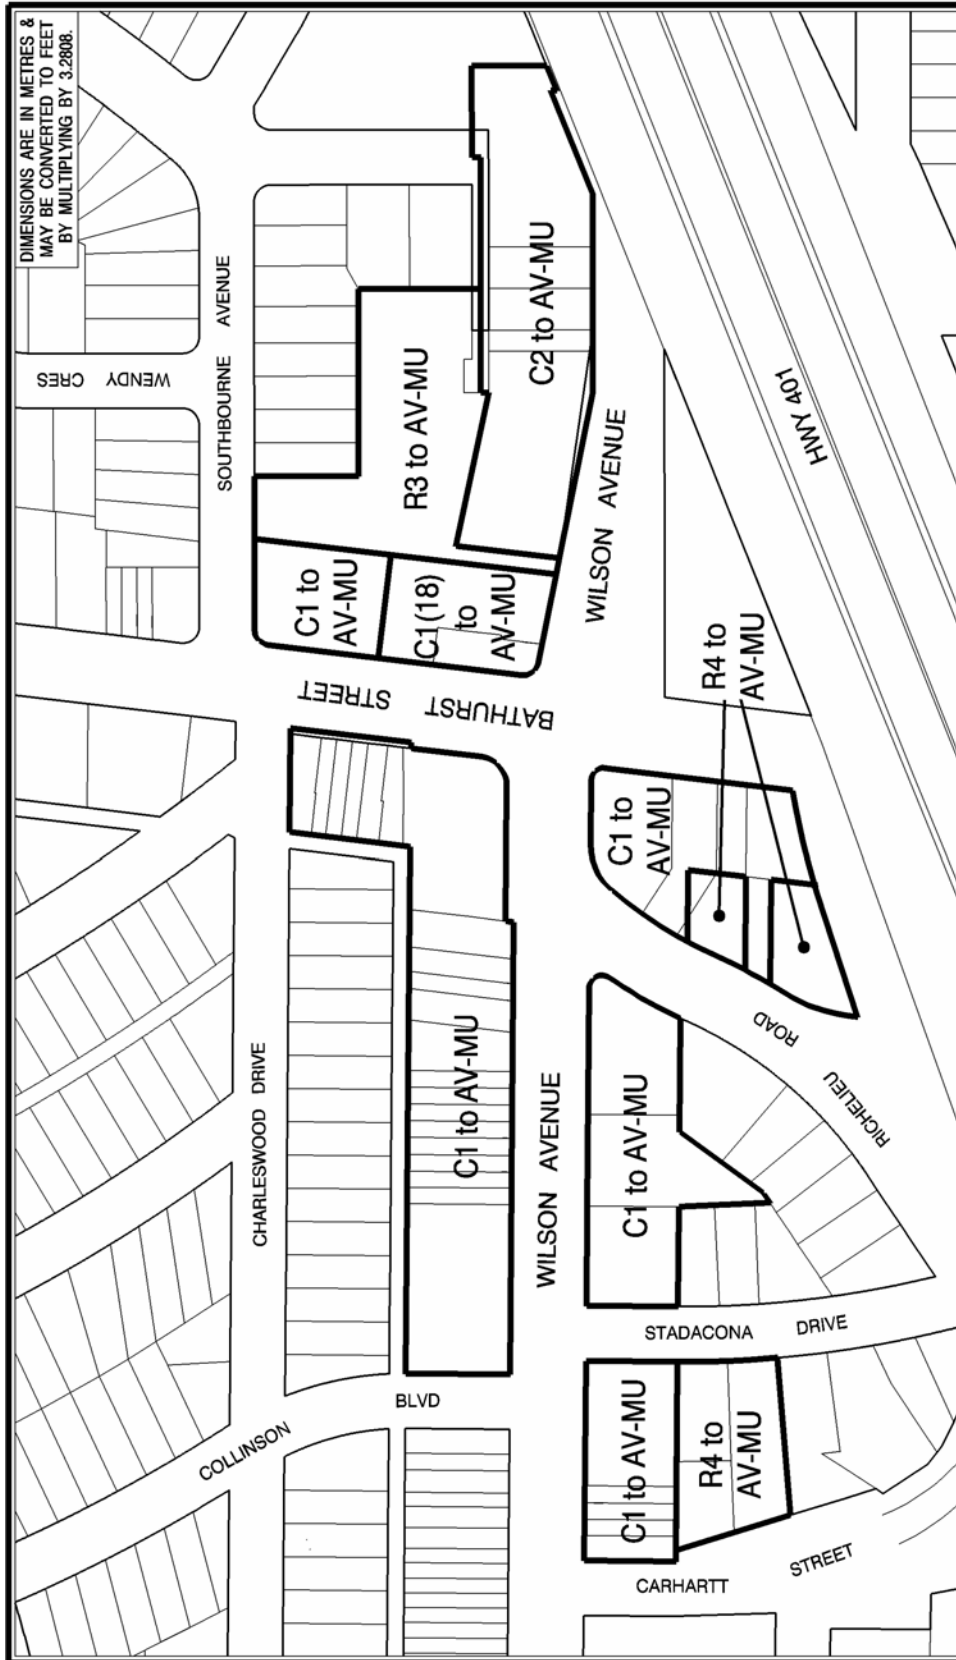 DIMENSIONS ARE IN METRES &
MAY BE CONVERTED TO FEET
BY MULTIPLYING BY 3.2808.
WENDY CRES
SOUTHBOURNE AVENUE
C2 to AV-MU
R3 to AV-MU
HWY 401
WILSON AVENUE
C1 to
AV-MU
C1(18)
to
AV-MU
BATHURST STREET
R4 to
AV-MU
C1 to
AV-MU
CHARLESWOOD DRIVE
C1 to AV-MU
WILSON AVENUE
C1 to AV-MU
RICHELIEU ROAD
STADACONA DRIVE
COLLINSON BLVD
C1 to AV-MU
R4 to
AV-MU
CARHARTT STREET